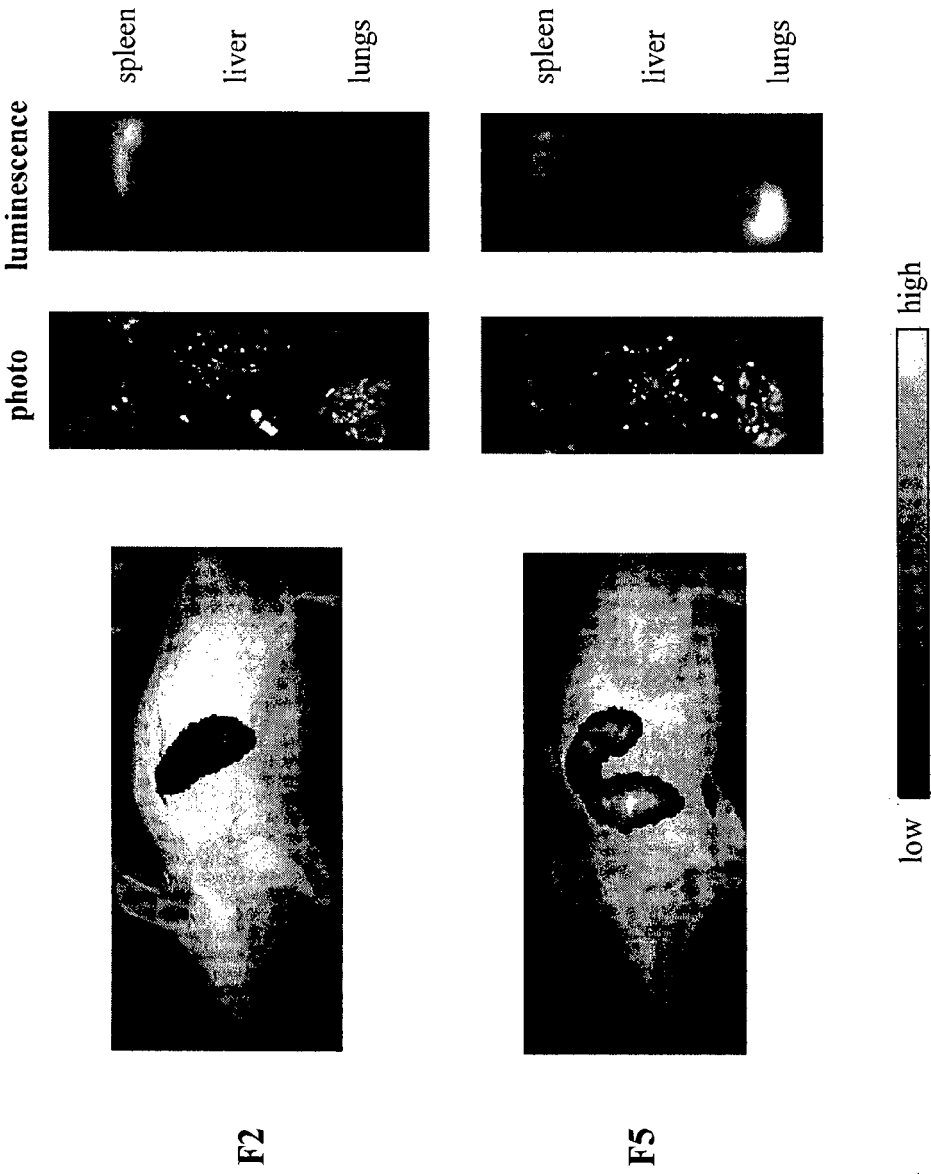 photo luminescence
F2
spleen
liver
lungs
F5
spleen
liver
lungs
low high